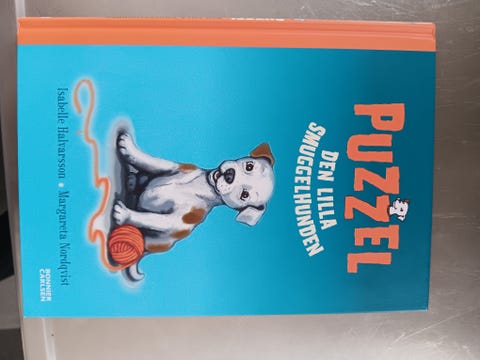 PUZZEL
DEN LILLA
SMUGGELHUNDEN
Isabelle Halvarsson • Margareta Nordqvist
BONNIER
CARLSEN